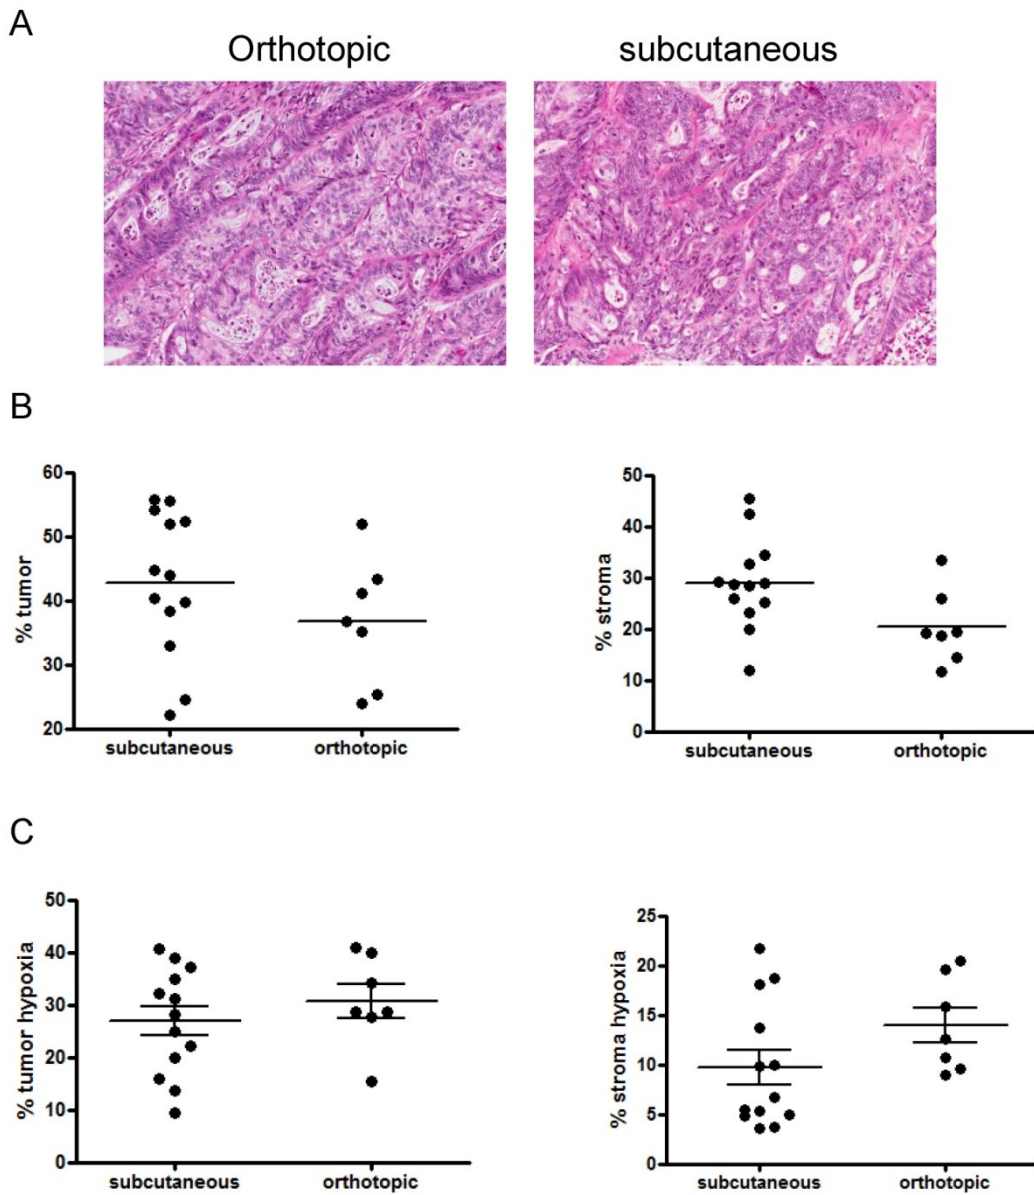 A
Orthotopic
subcutaneous
B
% tumor
60
50
40
30
20
subcutaneous
orthotopic
% stroma
50
40
30
20
10
0
subcutaneous
orthotopic
C
% tumor hypoxia
50
40
30
20
10
0
subcutaneous
orthotopic
% stroma hypoxia
25
20
15
10
5
0
subcutaneous
orthotopic